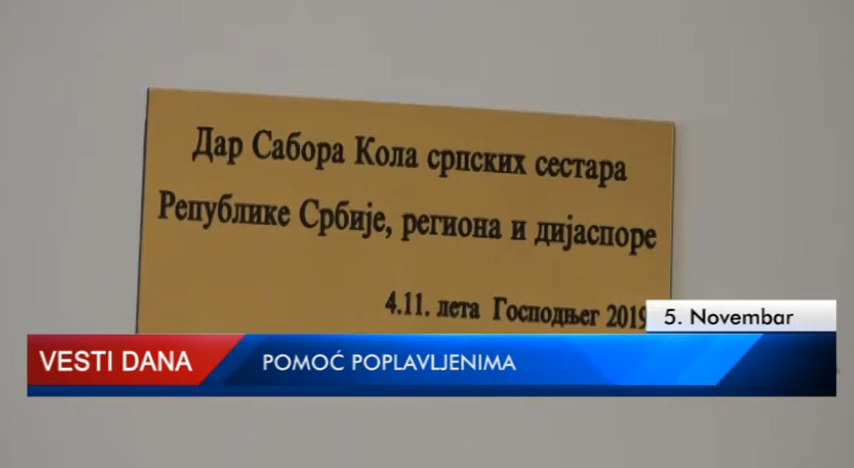 Дар Сабора Кола српских сестара
Републике Србије, региона и дијаспоре
4.11. лета Господњег 2019
5. Novembar
VESTI DANA
POMOĆ POPLAVLJENIMA